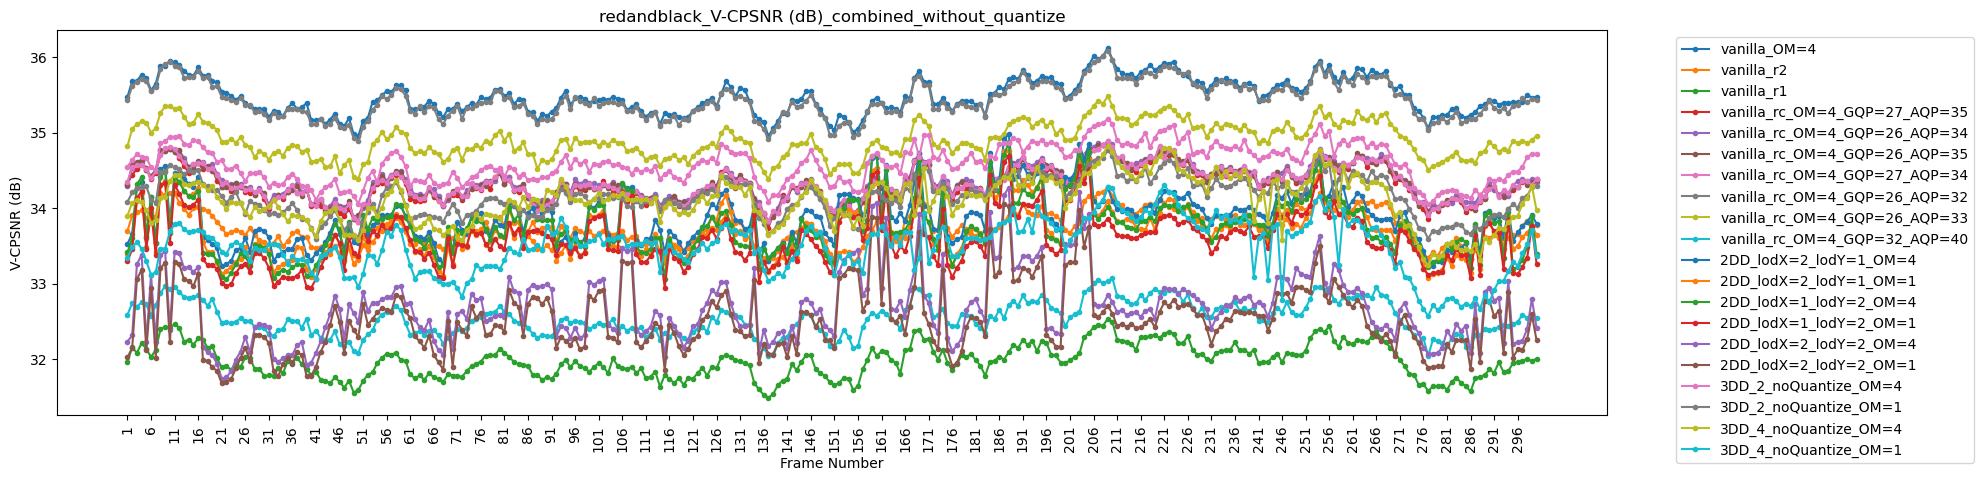 redandblack_V-CPSNR (dB)_combined_without_quantize
V-CPSNR (dB)
36
35
34
33
32
1 6 11 16 21 26 31 36 41 46 51 56 61 66 71 76 81 86 91 96 101 106 111 116 121 126 131 136 141 146 151 156 161 166 171 176 181 186 191 196 201 206 211 216 221 226 231 236 241 246 251 256 261 266 271 276 281 286 291 296
Frame Number
vanilla_OM=4
vanilla_r2
vanilla_r1
vanilla_rc_OM=4_GQP=27_AQP=35
vanilla_rc_OM=4_GQP=26_AQP=34
vanilla_rc_OM=4_GQP=26_AQP=35
vanilla_rc_OM=4_GQP=27_AQP=34
vanilla_rc_OM=4_GQP=26_AQP=32
vanilla_rc_OM=4_GQP=26_AQP=33
vanilla_rc_OM=4_GQP=32_AQP=40
2DD_lodX=2_lodY=1_OM=4
2DD_lodX=2_lodY=1_OM=1
2DD_lodX=1_lodY=2_OM=4
2DD_lodX=1_lodY=2_OM=1
2DD_lodX=2_lodY=2_OM=4
2DD_lodX=2_lodY=2_OM=1
3DD_2_noQuantize_OM=4
3DD_2_noQuantize_OM=1
3DD_4_noQuantize_OM=4
3DD_4_noQuantize_OM=1